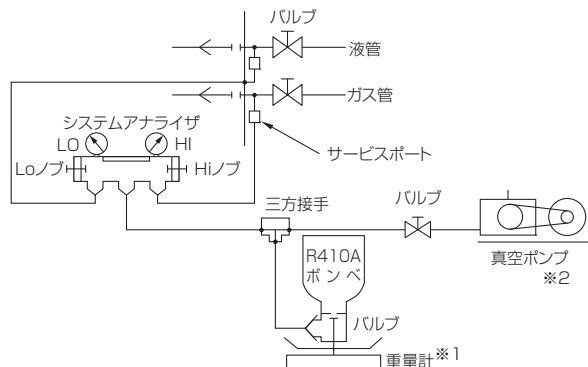 バルブ
液管
ガス管
システムアナライザ
LO
HI
Loノブ
Hiノブ
サービスポート
三方接手
バルブ
R410A
ボンベ
真空ポンプ
※2
バルブ
重量計※1